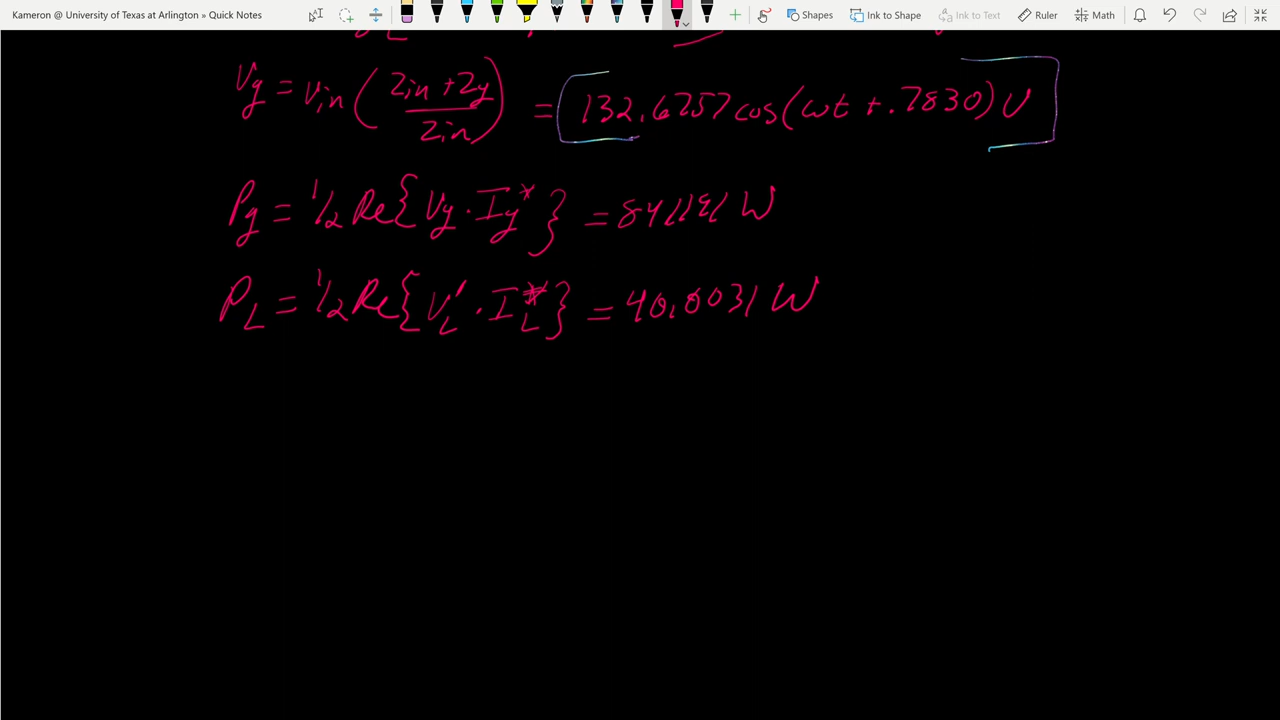 Kameron @ University of Texas at Arlington » Quick Notes
Shapes Ink to Shape Ink to Text Ruler Math
Vg = Vin (Zin + Zg / Zin) = 132.6757 cos(ωt + .7830) V
Pg = 1/2 Re{Vg · Ig*} = W
PL = 1/2 Re{VL' · IL*} = 40.0031 W